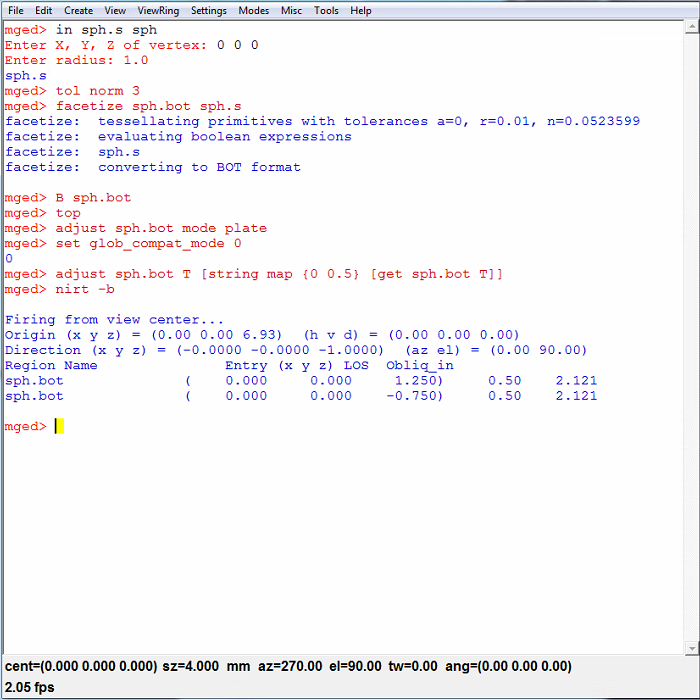 File Edit Create View ViewRing Settings Modes Misc Tools Help
mged> in sph.s sph
Enter X, Y, Z of vertex: 0 0 0
Enter radius: 1.0
sph.s
mged> tol norm 3
mged> facetize sph.bot sph.s
facetize:  tessellating primitives with tolerances a=0, r=0.01, n=0.0523599
facetize:  evaluating boolean expressions
facetize:  sph.s
facetize:  converting to BOT format
mged> B sph.bot
mged> top
mged> adjust sph.bot mode plate
mged> set glob_compat_mode 0
0
mged> adjust sph.bot T [string map {0 0.5} [get sph.bot T]]
mged> nirt -b
Firing from view center...
Origin (x y z) = (0.00 0.00 6.93)  (h v d) = (0.00 0.00 0.00)
Direction (x y z) = (-0.0000 -0.0000 -1.0000)  (az el) = (0.00 90.00)
Region Name               Entry (x y z) LOS  Obliq_in
sph.bot              (    0.000     0.000    1.250)     0.50    2.121
sph.bot              (    0.000     0.000   -0.750)     0.50    2.121
mged>
cent=(0.000 0.000 0.000) sz=4.000 mm az=270.00 el=90.00 tw=0.00 ang=(0.00 0.00 0.00)
2.05 fps